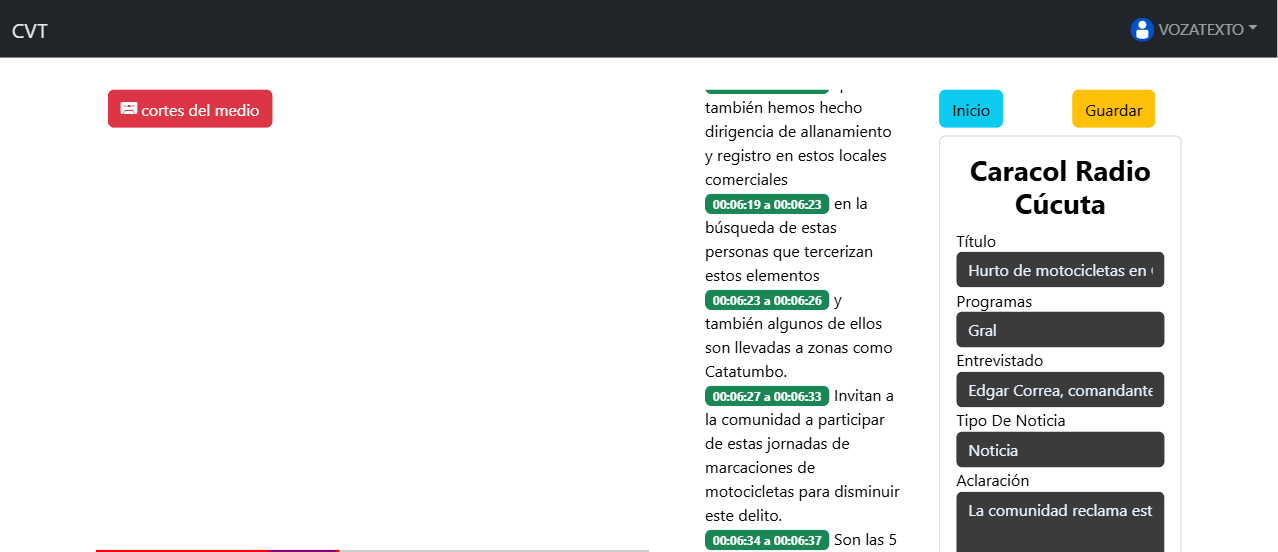 CVT
VOZATEXTO
cortes del medio
también hemos hecho
dirigencia de allanamiento
y registro en estos locales
comerciales
00:06:19 a 00:06:23 en la
búsqueda de estas
personas que tercerizan
estos elementos
00:06:23 a 00:06:26 y
también algunos de ellos
son llevadas a zonas como
Catatumbo.
00:06:27 a 00:06:33 Invitan a
la comunidad a participar
de estas jornadas de
marcaciones de
motocicletas para disminuir
este delito.
00:06:34 a 00:06:37 Son las 5
Inicio
Guardar
Caracol Radio
Cúcuta
Título
Hurto de motocicletas en
Programas
Gral
Entrevistado
Edgar Correa, comandante
Tipo De Noticia
Noticia
Aclaración
La comunidad reclama est